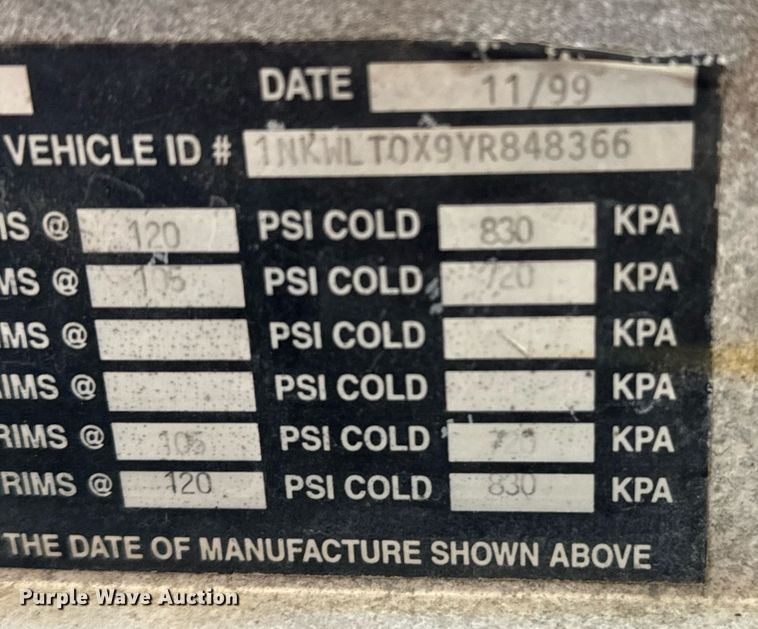 DATE 11/99
VEHICLE ID # 1NKWLT0X9YR848366
MS @ 120 PSI COLD 830 KPA
MS @ 105 PSI COLD 720 KPA
IMS @ PSI COLD KPA
RIMS @ PSI COLD KPA
RIMS @ 105 PSI COLD 720 KPA
RIMS @ 120 PSI COLD 830 KPA
THE DATE OF MANUFACTURE SHOWN ABOVE
Purple Wave Auction